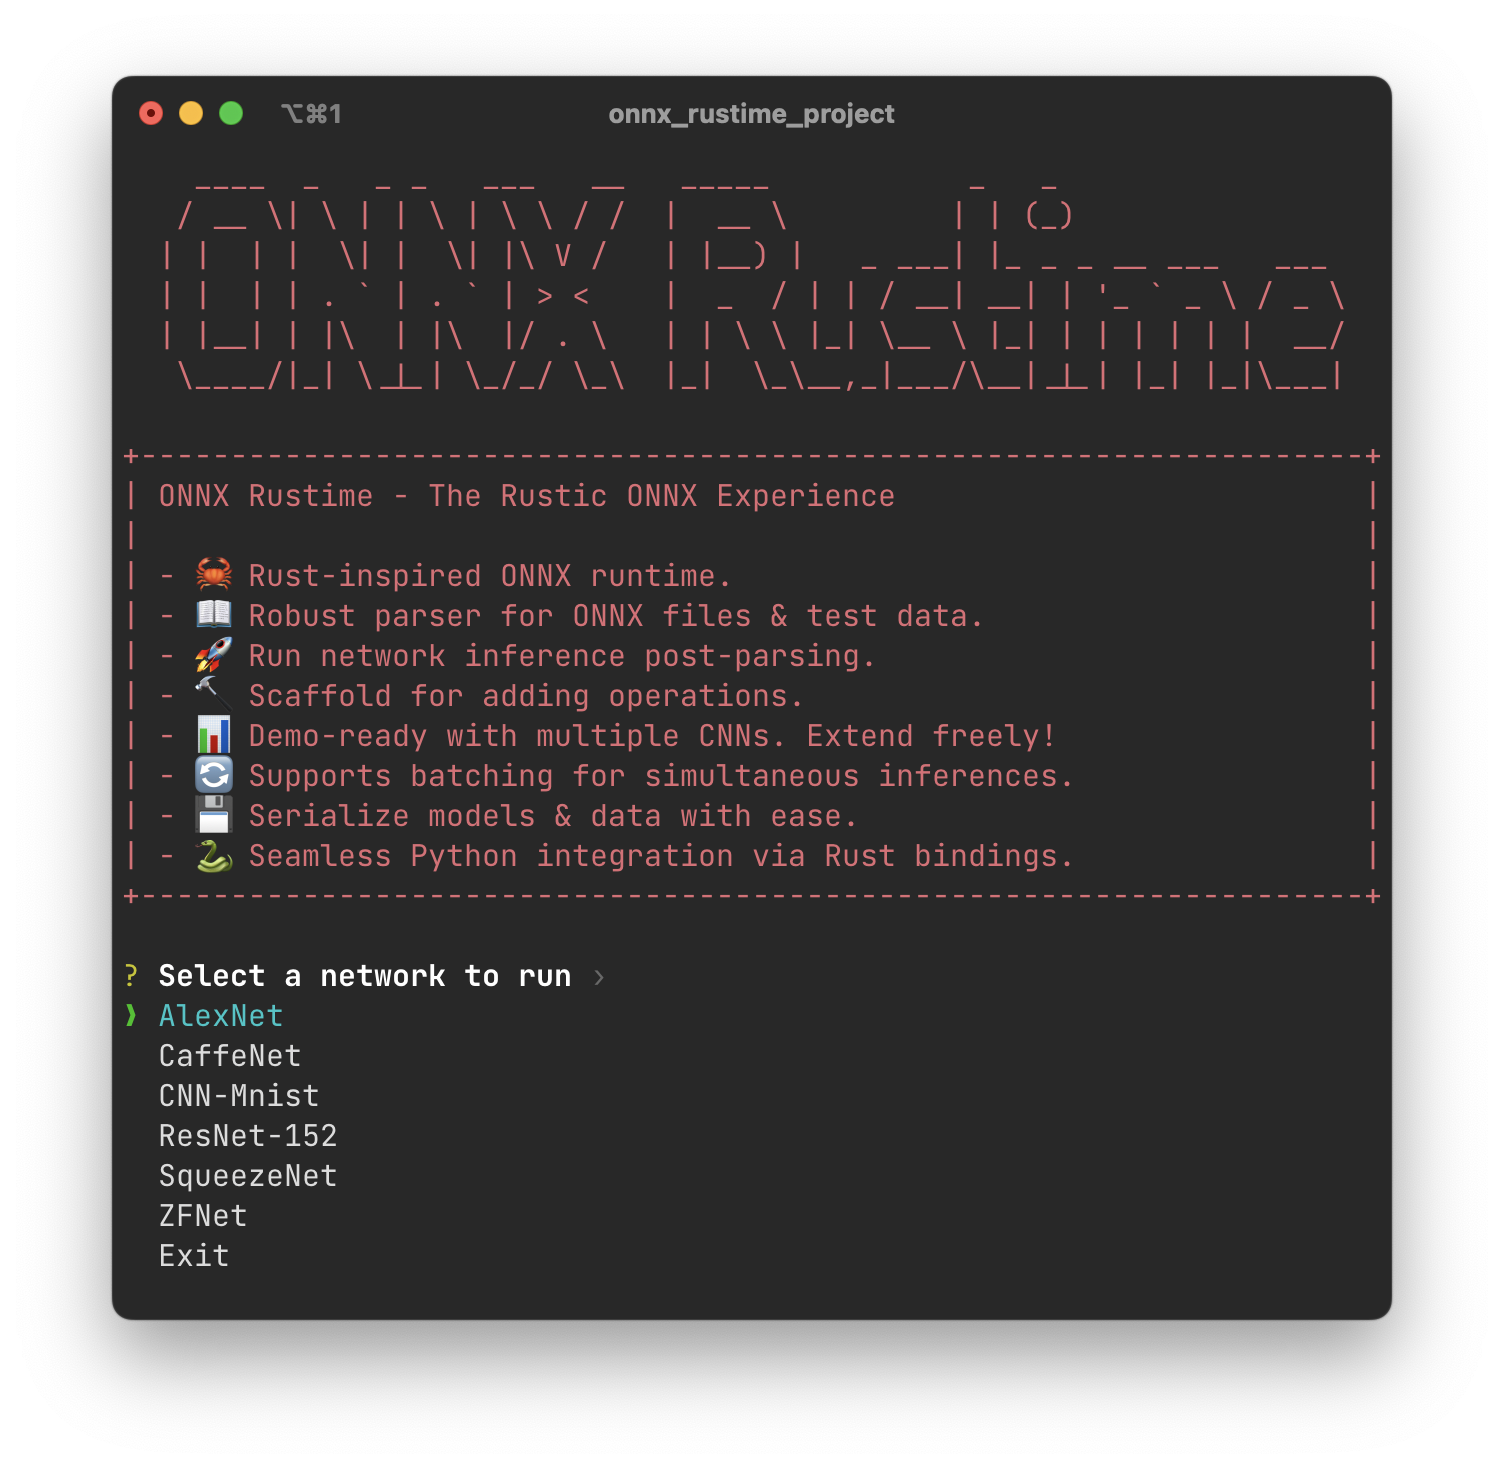 ⌥⌘1 onnx_rustime_project
ONNX Rustime
ONNX Rustime - The Rustic ONNX Experience
- 🦀 Rust-inspired ONNX runtime.
- 📖 Robust parser for ONNX files & test data.
- 🚀 Run network inference post-parsing.
- 🔨 Scaffold for adding operations.
- 📊 Demo-ready with multiple CNNs. Extend freely!
- 🔄 Supports batching for simultaneous inferences.
- 💾 Serialize models & data with ease.
- 🐍 Seamless Python integration via Rust bindings.
? Select a network to run ›
❯ AlexNet
CaffeNet
CNN-Mnist
ResNet-152
SqueezeNet
ZFNet
Exit